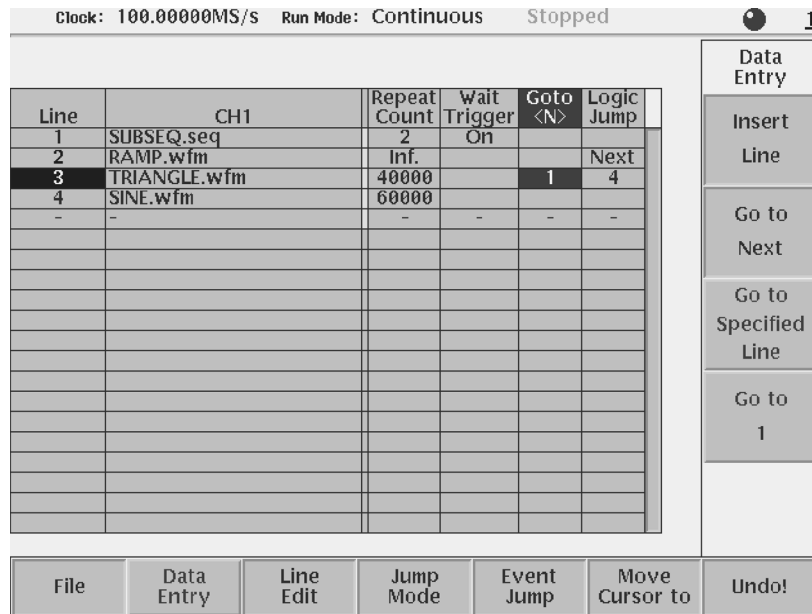 Clock: 100.00000MS/s Run Mode: Continuous Stopped 1
Data
Entry
Line CH1 Repeat Count Wait Trigger Goto <N> Logic Jump
1 SUBSEQ.seq 2 On
2 RAMP.wfm Inf. Next
3 TRIANGLE.wfm 40000 1 4
4 SINE.wfm 60000
- - - - - -
Insert
Line
Go to
Next
Go to
Specified
Line
Go to
1
File Data Entry Line Edit Jump Mode Event Jump Move Cursor to Undo!